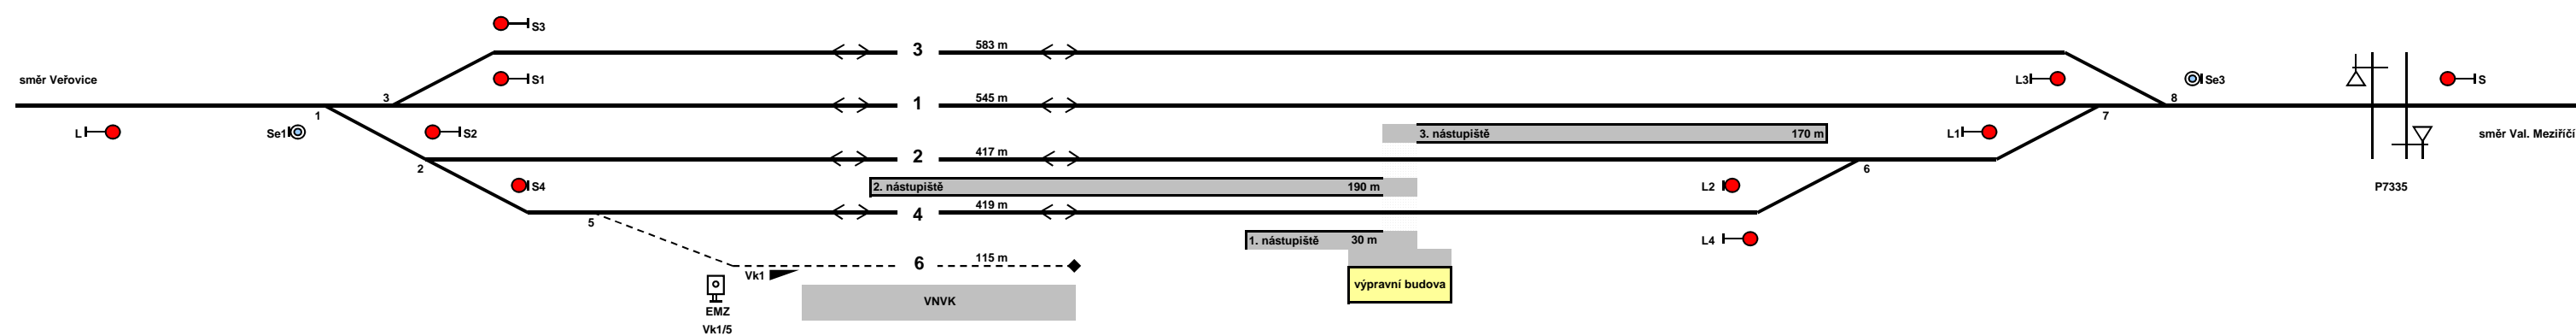 S3
3 583 m
směr Veřovice S1 L3 Se3 S
3 1 545 m 8
1 7
L Se1 S2 3. nástupiště 170 m L1 směr Val. Meziříčí
2 417 m
2 6
S4 2. nástupiště 190 m L2 P7335
4 419 m
5
1. nástupiště 30 m L4
6 115 m
Vk1
výpravní budova
VNVK
EMZ
Vk1/5